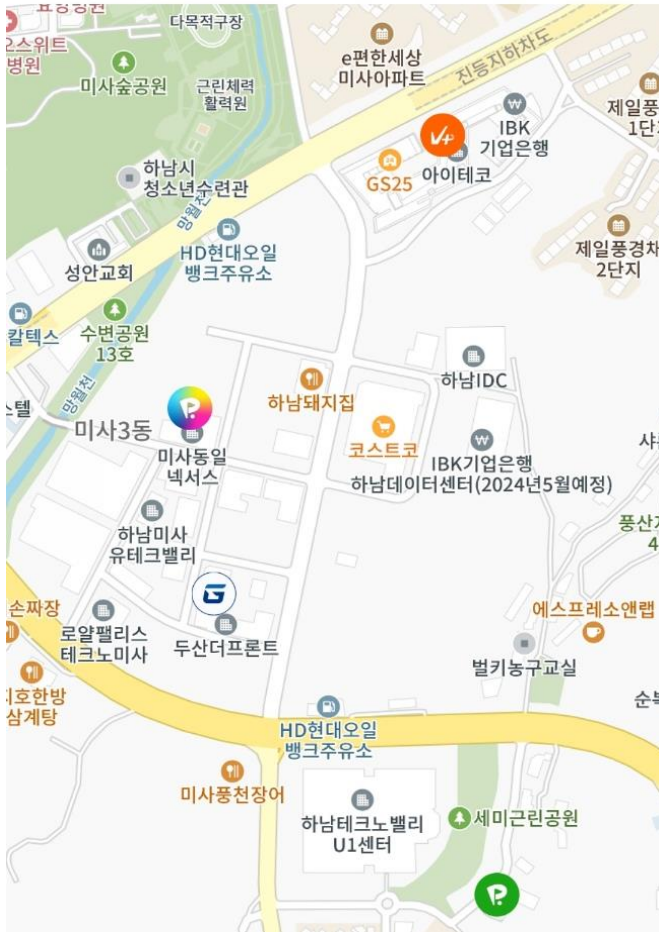 다목적구장
e편한세상
미사아파트
진등지하차도
병원
미사숲공원
근린체력
활력원
IBK
기업은행
제일풍
GS25
아이테코
하남시
청소년수련관
망월천
HD현대오일
뱅크주유소
성안교회
제일풍경채
2단지
칼텍스
수변공원
13호
망월천
하남돼지집
하남IDC
스텔
미사3동
미사동일
넥서스
코스트코
IBK기업은행
하남데이터센터(2024년5월예정)
하남미사
유테크밸리
G
손짜장
로얄팰리스
테크노미사
두산더프론트
에스프레소앤랩
벌키농구교실
지호한방
삼계탕
HD현대오일
뱅크주유소
미사풍천장어
하남테크노밸리
U1센터
세미근린공원